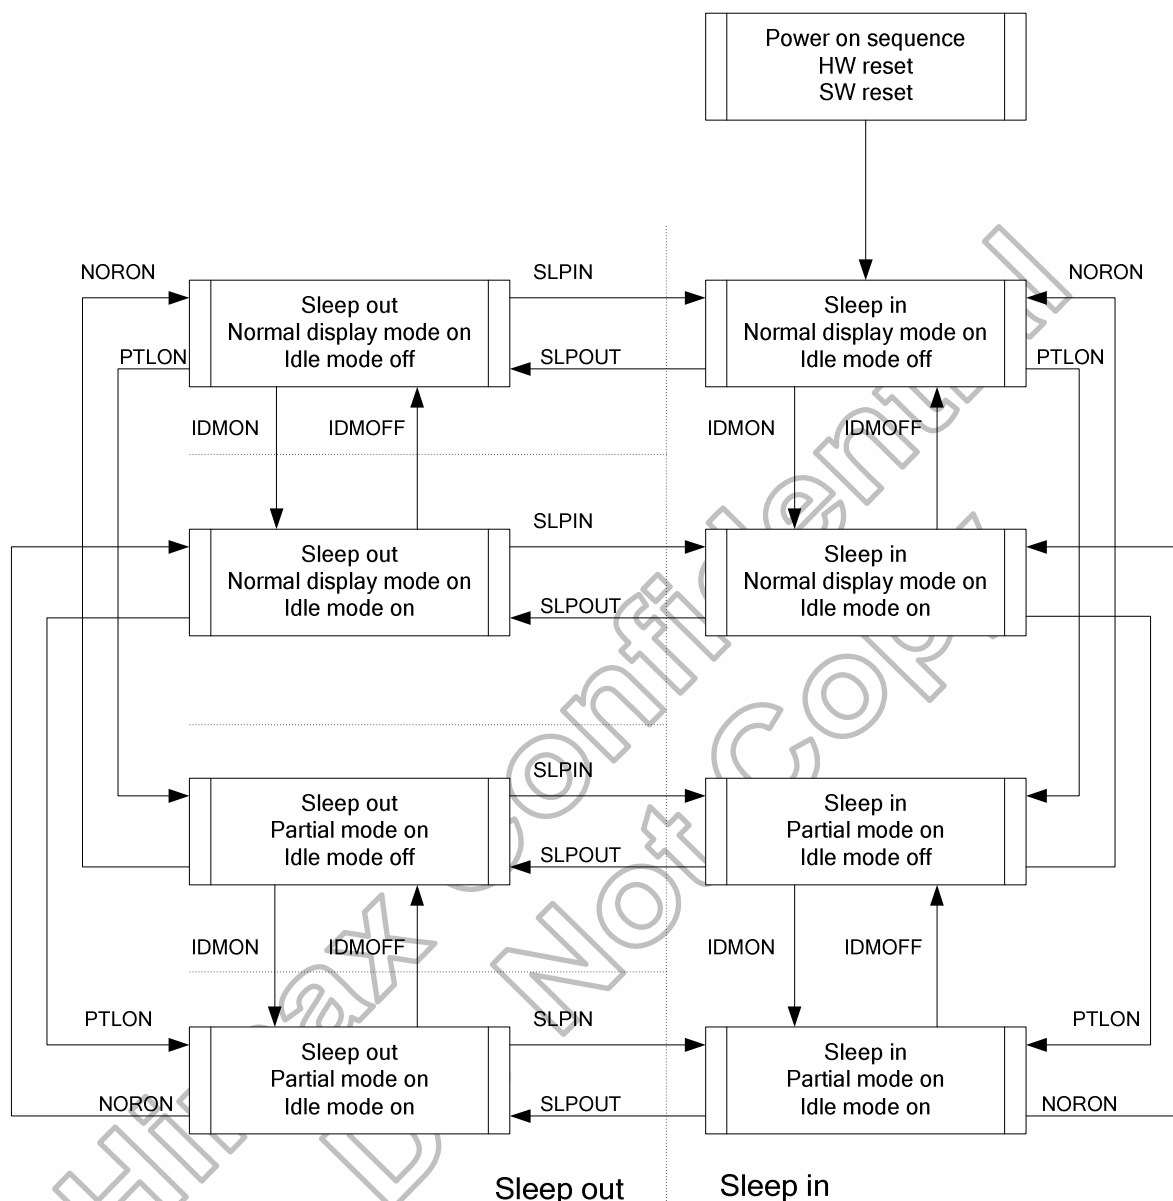 Power on sequence
HW reset
SW reset
NORON
SLPIN
NORON
Sleep out
Normal display mode on
Idle mode off
Sleep in
Normal display mode on
Idle mode off
PTLON
SLPOUT
PTLON
IDMON
IDMOFF
IDMON
IDMOFF
SLPIN
Sleep out
Normal display mode on
Idle mode on
Sleep in
Normal display mode on
Idle mode on
SLPOUT
SLPIN
Sleep out
Partial mode on
Idle mode off
Sleep in
Partial mode on
Idle mode off
SLPOUT
IDMON
IDMOFF
IDMON
IDMOFF
PTLON
SLPIN
PTLON
Sleep out
Partial mode on
Idle mode on
Sleep in
Partial mode on
Idle mode on
NORON
SLPOUT
NORON
Sleep out
Sleep in
Himax Confidential
Do Not Copy